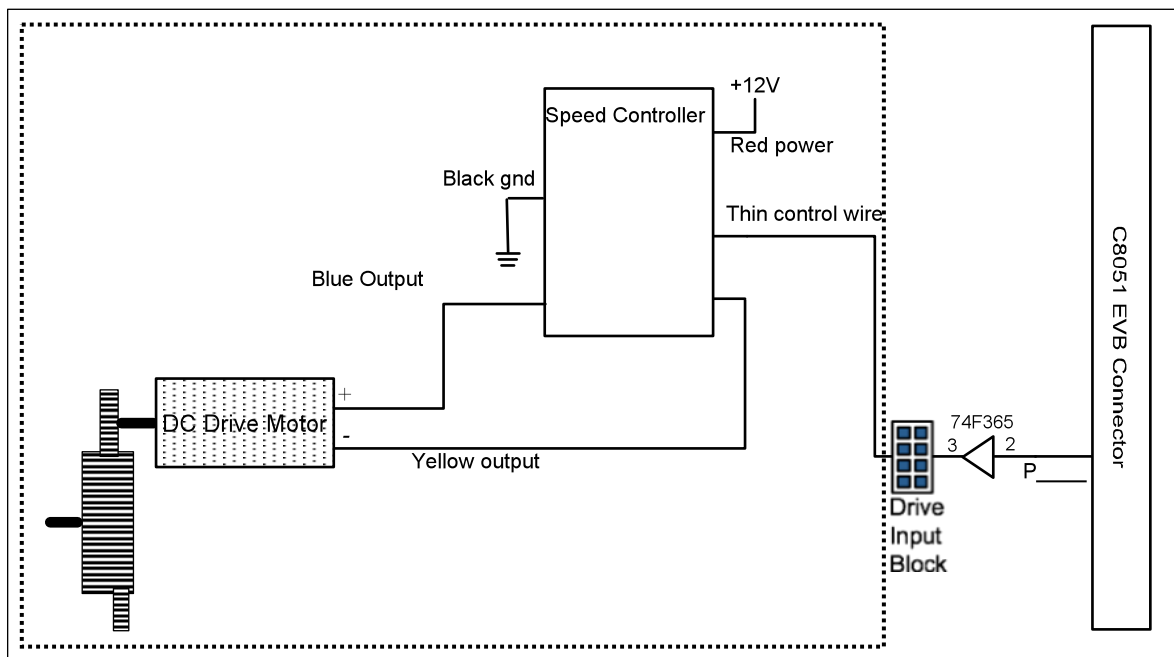 +12V
Speed Controller
Red power
Black gnd
Thin control wire
Blue Output
C8051 EVB Connector
+
DC Drive Motor
-
Yellow output
74F365
3
2
P____
Drive
Input
Block